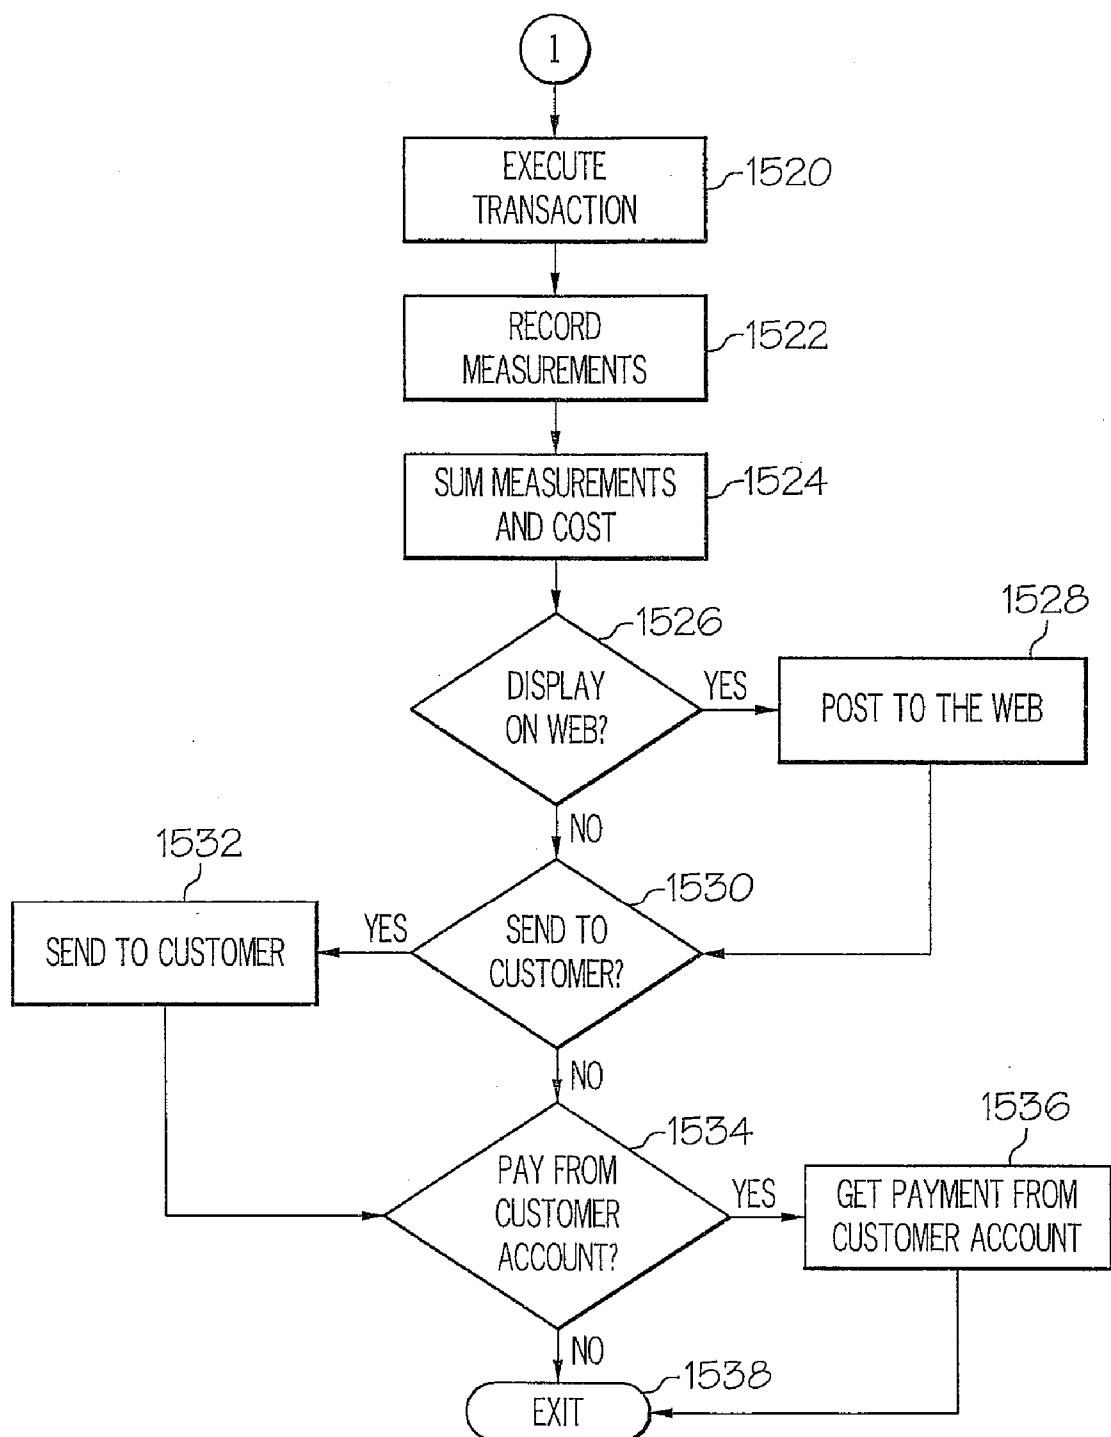 1
EXECUTE
TRANSACTION
1520
RECORD
MEASUREMENTS
1522
SUM MEASUREMENTS
AND COST
1524
DISPLAY
ON WEB?
1526
YES
POST TO THE WEB
1528
NO
SEND TO
CUSTOMER?
1530
YES
SEND TO CUSTOMER
1532
NO
PAY FROM
CUSTOMER
ACCOUNT?
1534
YES
GET PAYMENT FROM
CUSTOMER ACCOUNT
1536
NO
EXIT
1538